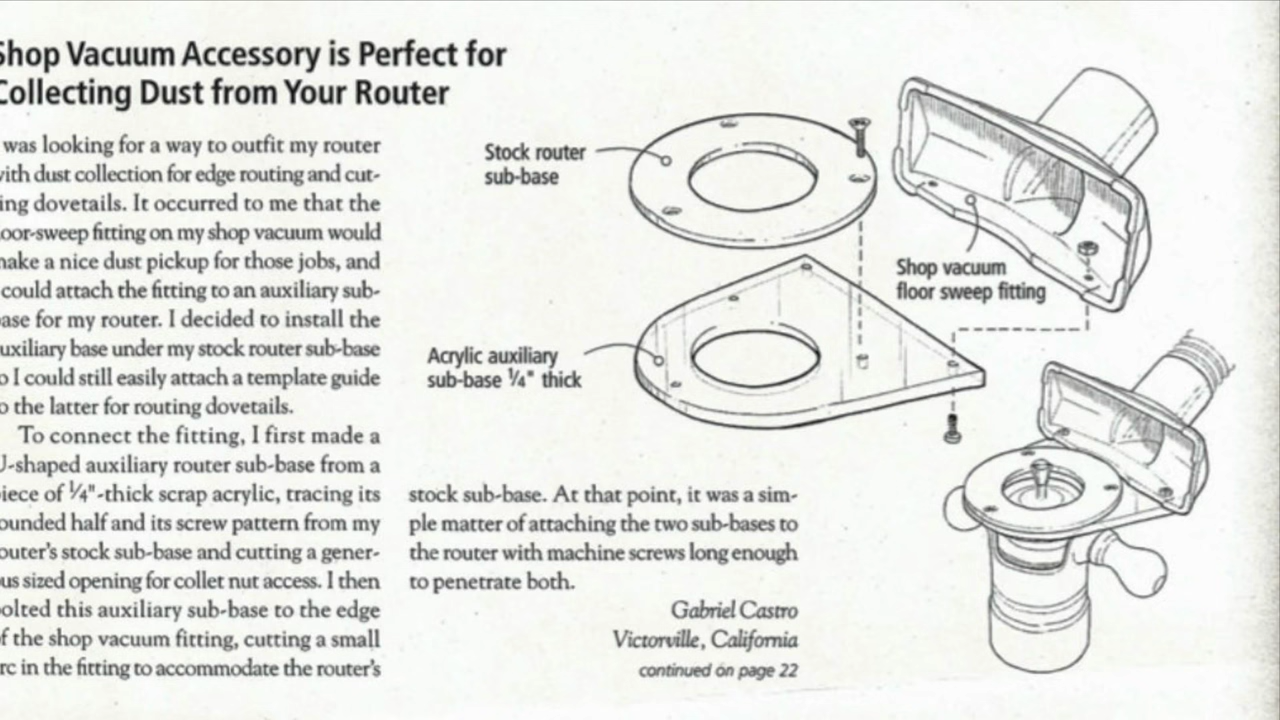 Shop Vacuum Accessory is Perfect for
Collecting Dust from Your Router
was looking for a way to outfit my router
with dust collection for edge routing and cut-
ting dovetails. It occurred to me that the
oor-sweep fitting on my shop vacuum would
make a nice dust pickup for those jobs, and
could attach the fitting to an auxiliary sub-
base for my router. I decided to install the
auxiliary base under my stock router sub-base
so I could still easily attach a template guide
to the latter for routing dovetails.
To connect the fitting, I first made a
U-shaped auxiliary router sub-base from a
piece of ¼"-thick scrap acrylic, tracing its
rounded half and its screw pattern from my
router's stock sub-base and cutting a gener-
ous sized opening for collet nut access. I then
bolted this auxiliary sub-base to the edge
of the shop vacuum fitting, cutting a small
arc in the fitting to accommodate the router's
stock sub-base. At that point, it was a sim-
ple matter of attaching the two sub-bases to
the router with machine screws long enough
to penetrate both.
Gabriel Castro
Victorville, California
continued on page 22
Stock router
sub-base
Shop vacuum
floor sweep fitting
Acrylic auxiliary
sub-base ¼" thick